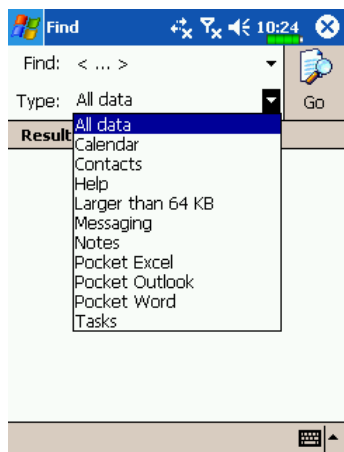 Find 10:24
Find: < ... >
Type: All data Go
Result
All data
Calendar
Contacts
Help
Larger than 64 KB
Messaging
Notes
Pocket Excel
Pocket Outlook
Pocket Word
Tasks